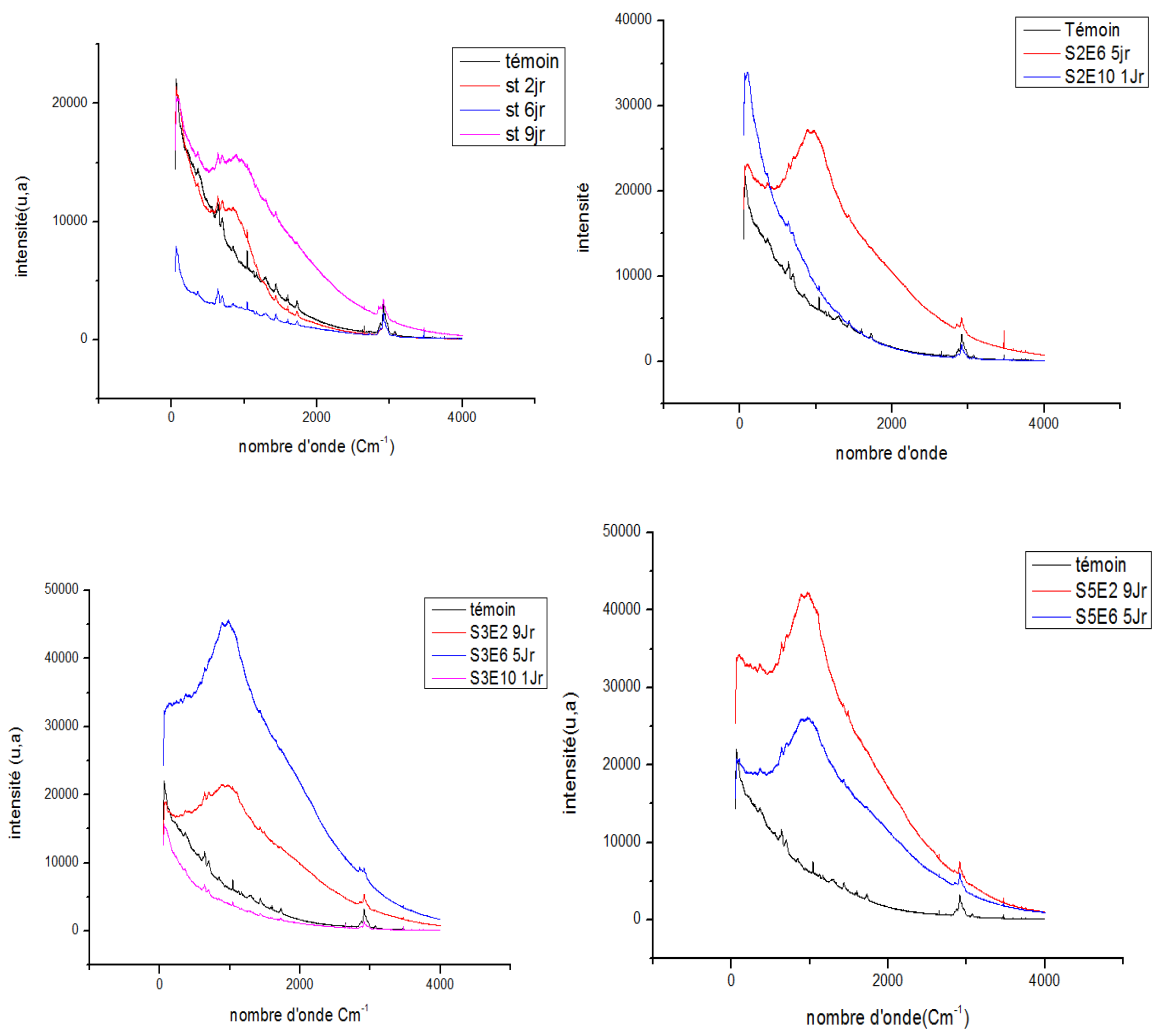 témoin
st 2jr
st 6jr
st 9jr
20000
10000
0
intensité(u,a)
0 2000 4000
nombre d'onde (Cm-1)
Témoin
S2E6 5jr
S2E10 1Jr
40000
30000
20000
10000
0
intensité
0 2000 4000
nombre d'onde
témoin
S3E2 9Jr
S3E6 5Jr
S3E10 1Jr
50000
40000
30000
20000
10000
0
intensité (u,a)
0 2000 4000
nombre d'onde Cm-1
témoin
S5E2 9Jr
S5E6 5Jr
50000
40000
30000
20000
10000
0
intensité(u,a)
0 2000 4000
nombre d'onde(Cm-1)